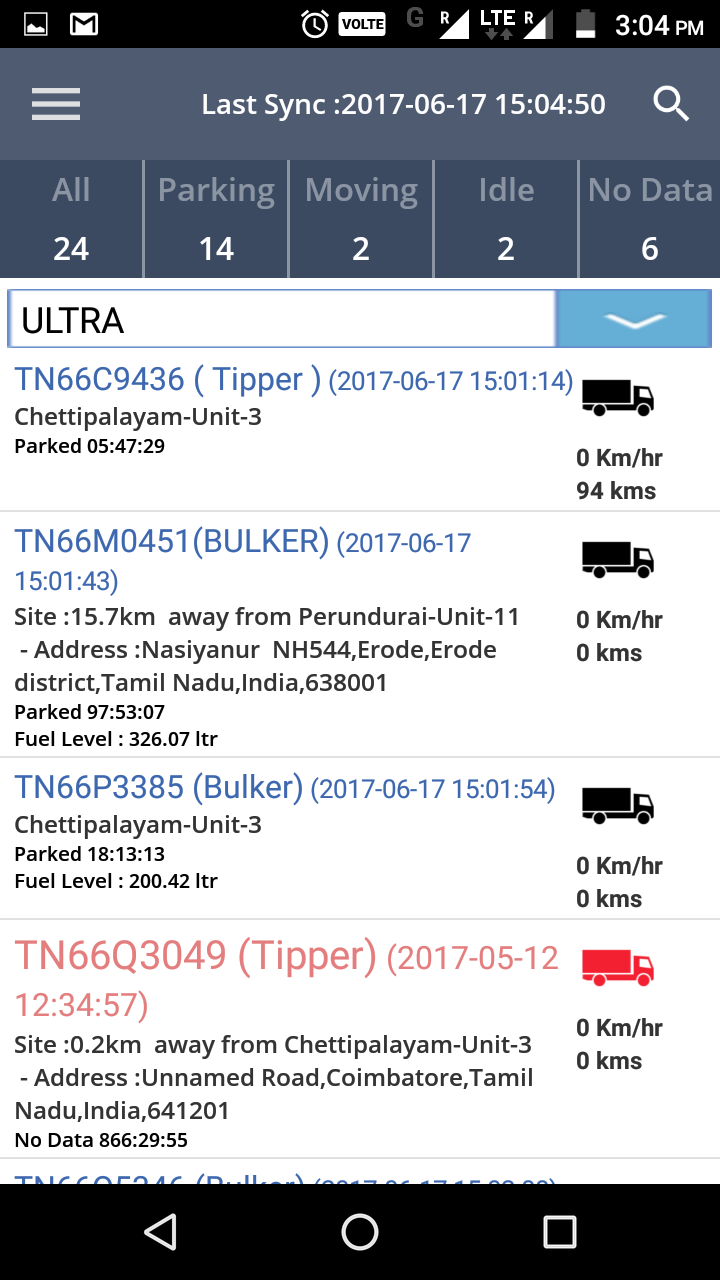 VOLTE G R LTE R 3:04 PM
Last Sync :2017-06-17 15:04:50
All Parking Moving Idle No Data
24 14 2 2 6
ULTRA
TN66C9436 ( Tipper ) (2017-06-17 15:01:14)
Chettipalayam-Unit-3
Parked 05:47:29
0 Km/hr
94 kms
TN66M0451(BULKER) (2017-06-17
15:01:43)
Site :15.7km  away from Perundurai-Unit-11
- Address :Nasiyanur  NH544,Erode,Erode
district,Tamil Nadu,India,638001
Parked 97:53:07
Fuel Level : 326.07 ltr
0 Km/hr
0 kms
TN66P3385 (Bulker) (2017-06-17 15:01:54)
Chettipalayam-Unit-3
Parked 18:13:13
Fuel Level : 200.42 ltr
0 Km/hr
0 kms
TN66Q3049 (Tipper) (2017-05-12
12:34:57)
Site :0.2km  away from Chettipalayam-Unit-3
- Address :Unnamed Road,Coimbatore,Tamil
Nadu,India,641201
No Data 866:29:55
0 Km/hr
0 kms